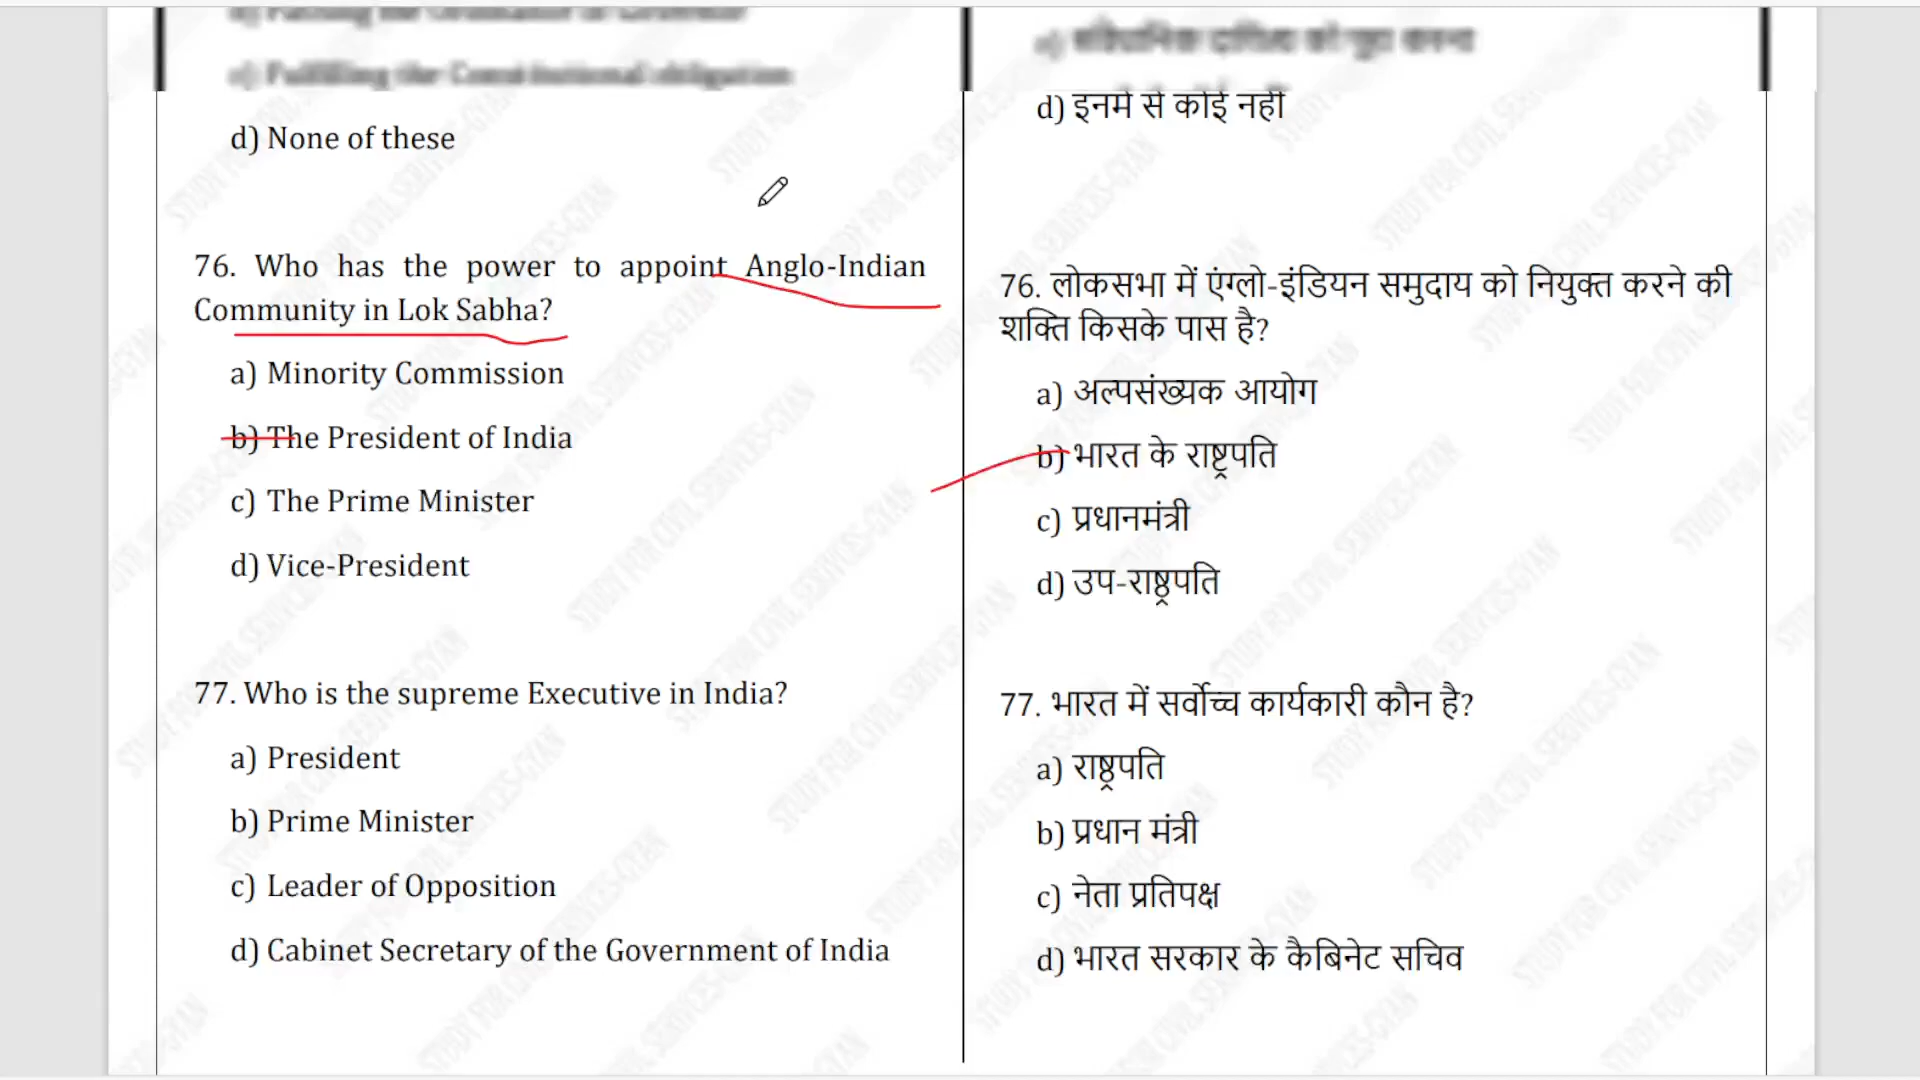 c) Fulfilling the Constitutional obligation
d) None of these
76. Who has the power to appoint Anglo-Indian
Community in Lok Sabha?
a) Minority Commission
b) The President of India
c) The Prime Minister
d) Vice-President
77. Who is the supreme Executive in India?
a) President
b) Prime Minister
c) Leader of Opposition
d) Cabinet Secretary of the Government of India
d) इनमें से कोई नहीं
76. लोकसभा में एंग्लो-इंडियन समुदाय को नियुक्त करने की
शक्ति किसके पास है?
a) अल्पसंख्यक आयोग
b) भारत के राष्ट्रपति
c) प्रधानमंत्री
d) उप-राष्ट्रपति
77. भारत में सर्वोच्च कार्यकारी कौन है?
a) राष्ट्रपति
b) प्रधान मंत्री
c) नेता प्रतिपक्ष
d) भारत सरकार के कैबिनेट सचिव